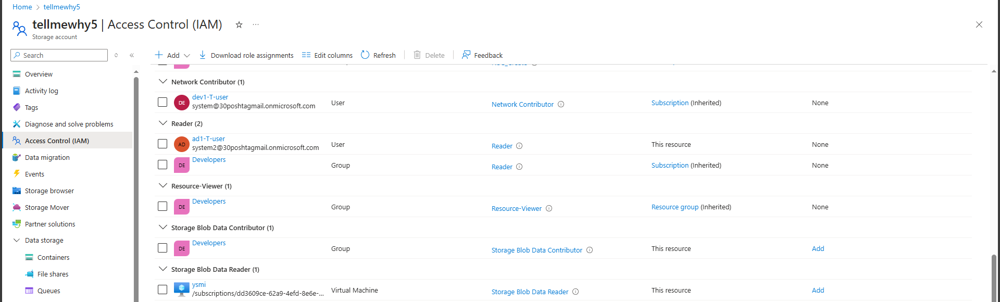 Home > tellmewhy5
tellmewhy5 | Access Control (IAM) ☆ ...
Storage account
Search
Add
Download role assignments
Edit columns
Refresh
Delete
Feedback
Overview
Activity log
Tags
Diagnose and solve problems
Access Control (IAM)
Data migration
Events
Storage browser
Storage Mover
Partner solutions
Data storage
Containers
File shares
Queues
Network Contributor (1)
DE dev1-T-user
system@30poshtagmail.onmicrosoft.com User Network Contributor Subscription (Inherited) None
Reader (2)
AD ad1-T-user
system2@30poshtagmail.onmicrosoft.com User Reader This resource None
DE Developers Group Reader Subscription (Inherited) None
Resource-Viewer (1)
DE Developers Group Resource-Viewer Resource group (Inherited) None
Storage Blob Data Contributor (1)
DE Developers Group Storage Blob Data Contributor This resource Add
Storage Blob Data Reader (1)
ysmi
/subscriptions/dd3609ce-62a9-4efd-8e6e-... Virtual Machine Storage Blob Data Reader This resource Add